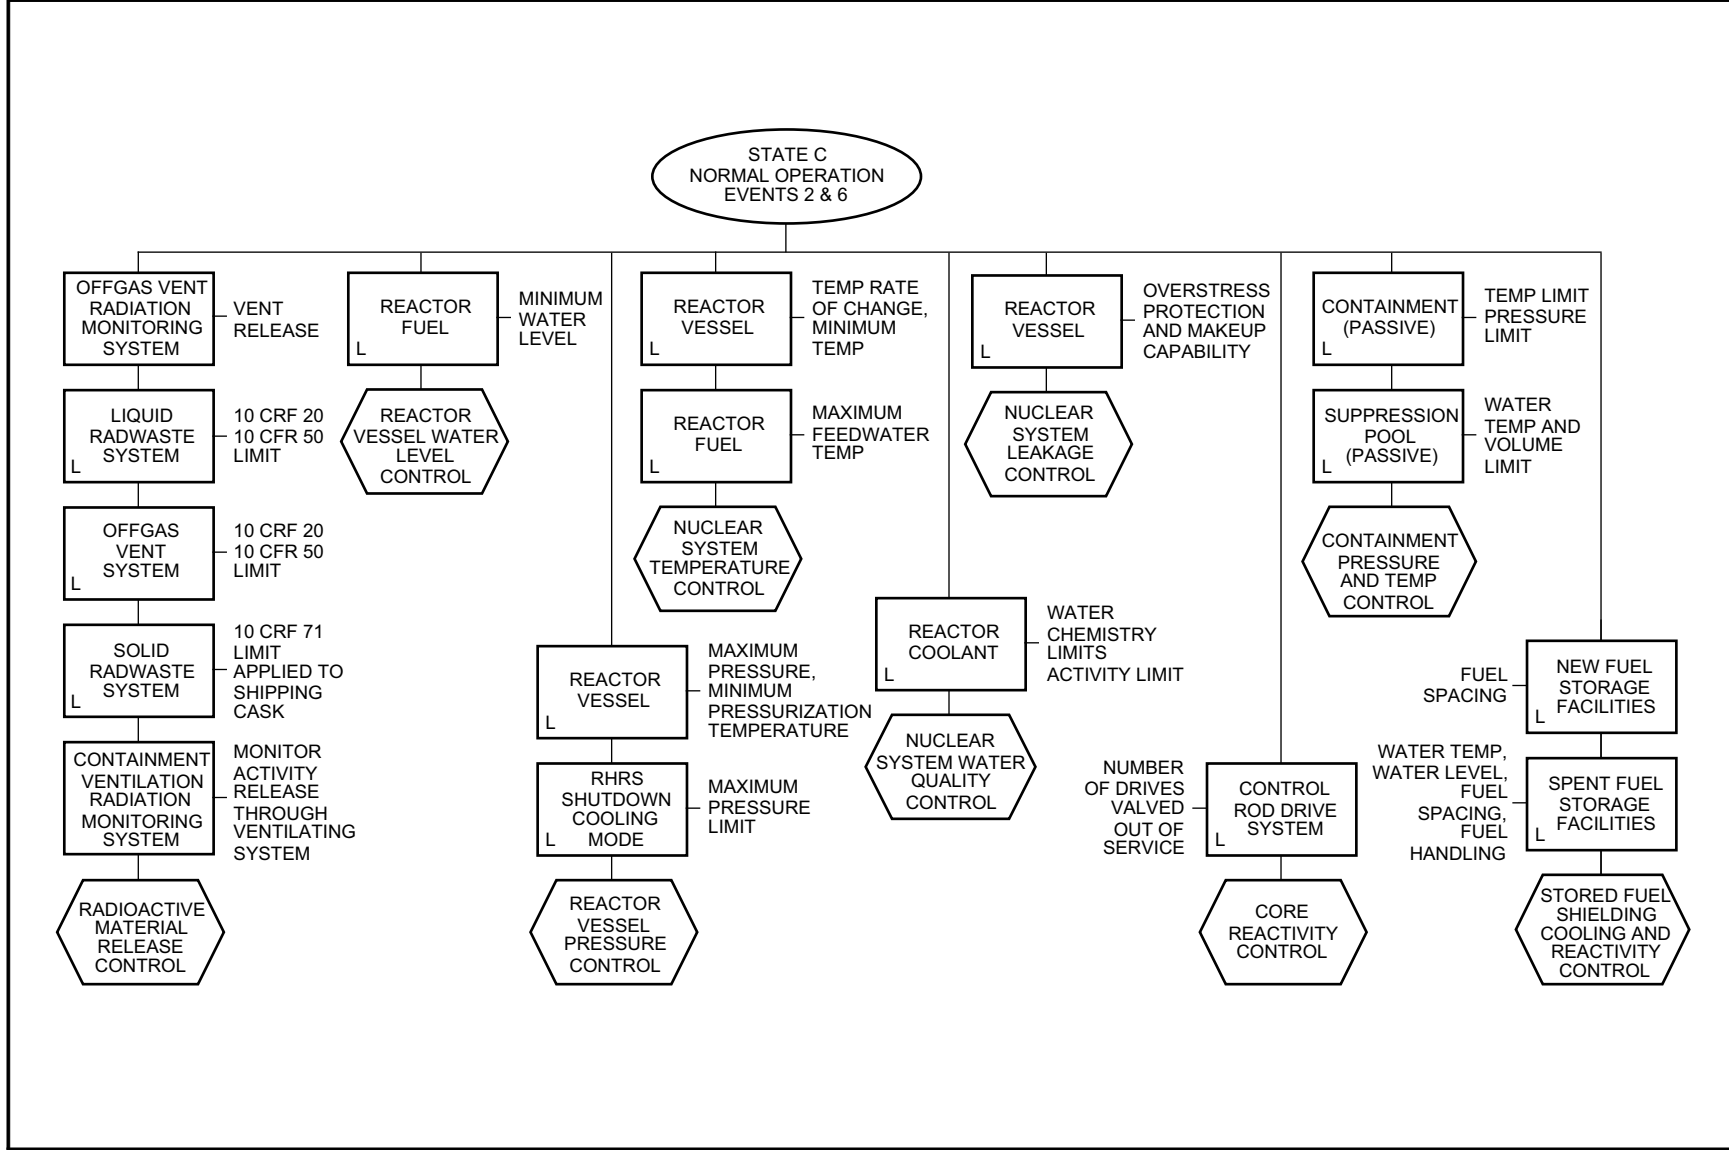 STATE C
NORMAL OPERATION
EVENTS 2 & 6
OFFGAS VENT
RADIATION
MONITORING
SYSTEM
VENT
RELEASE
LIQUID
RADWASTE
SYSTEM
L
10 CRF 20
10 CFR 50
LIMIT
OFFGAS
VENT
SYSTEM
L
10 CRF 20
10 CFR 50
LIMIT
SOLID
RADWASTE
SYSTEM
L
10 CRF 71
LIMIT
APPLIED TO
SHIPPING
CASK
CONTAINMENT
VENTILATION
RADIATION
MONITORING
SYSTEM
MONITOR
ACTIVITY
RELEASE
THROUGH
VENTILATING
SYSTEM
RADIOACTIVE
MATERIAL
RELEASE
CONTROL
REACTOR
FUEL
L
MINIMUM
WATER
LEVEL
REACTOR
VESSEL WATER
LEVEL
CONTROL
REACTOR
VESSEL
L
MAXIMUM
PRESSURE,
MINIMUM
PRESSURIZATION
TEMPERATURE
RHRS
SHUTDOWN
COOLING
MODE
L
MAXIMUM
PRESSURE
LIMIT
REACTOR
VESSEL
PRESSURE
CONTROL
REACTOR
VESSEL
L
TEMP RATE
OF CHANGE,
MINIMUM
TEMP
REACTOR
FUEL
L
MAXIMUM
FEEDWATER
TEMP
NUCLEAR
SYSTEM
TEMPERATURE
CONTROL
REACTOR
COOLANT
L
WATER
CHEMISTRY
LIMITS
ACTIVITY LIMIT
NUCLEAR
SYSTEM WATER
QUALITY
CONTROL
REACTOR
VESSEL
L
OVERSTRESS
PROTECTION
AND MAKEUP
CAPABILITY
NUCLEAR
SYSTEM
LEAKAGE
CONTROL
NUMBER
OF DRIVES
VALVED
OUT OF
SERVICE
CONTROL
ROD DRIVE
SYSTEM
L
CORE
REACTIVITY
CONTROL
CONTAINMENT
(PASSIVE)
L
TEMP LIMIT
PRESSURE
LIMIT
SUPPRESSION
POOL
(PASSIVE)
L
WATER
TEMP AND
VOLUME
LIMIT
CONTAINMENT
PRESSURE
AND TEMP
CONTROL
FUEL
SPACING
NEW FUEL
STORAGE
FACILITIES
L
WATER TEMP,
WATER LEVEL,
FUEL
SPACING,
FUEL
HANDLING
SPENT FUEL
STORAGE
FACILITIES
L
STORED FUEL
SHIELDING
COOLING AND
REACTIVITY
CONTROL